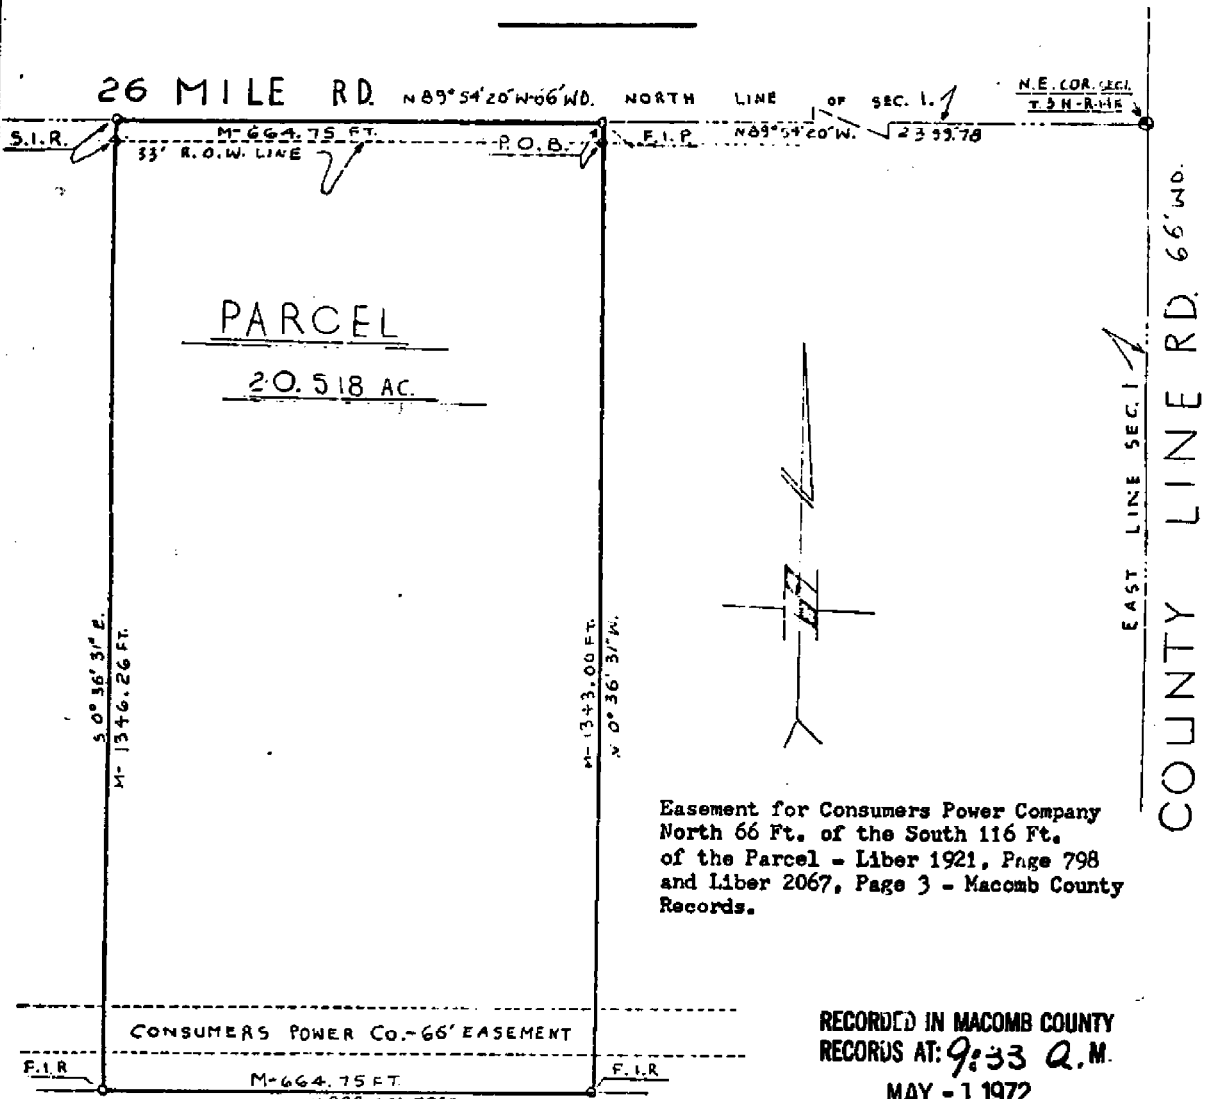 26 MILE RD. N89°54'20"W-66'WD. NORTH LINE OF SEC. 1.
N.E. COR. SEC.1
T.3N-R.14E
S.I.R.
M-664.75 FT.
P.O.B.
F.I.P.
N89°54'20"W. 2399.78
33' R.O.W. LINE
PARCEL
20.518 AC.
S 0° 36' 31" E.
M-1346.26 FT.
M-1343.00 FT.
N 0° 36' 31" W.
EAST LINE SEC. 1
COUNTY LINE RD. 66' WD.
Easement for Consumers Power Company
North 66 Ft. of the South 116 Ft.
of the Parcel - Liber 1921, Page 798
and Liber 2067, Page 3 - Macomb County
Records.
CONSUMERS POWER CO.-66' EASEMENT
F.I.R
M-664.75 FT.
F.I.R
RECORDED IN MACOMB COUNTY
RECORDS AT: 9:33 A.M.
MAY - 1 1972